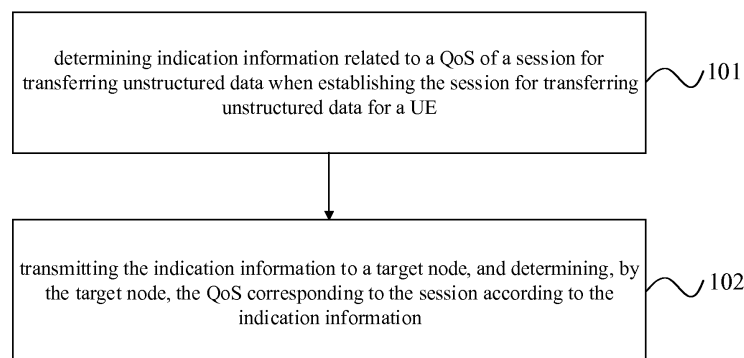 determining indication information related to a QoS of a session for
transferring unstructured data when establishing the session for transferring
unstructured data for a UE
101
transmitting the indication information to a target node, and determining, by
the target node, the QoS corresponding to the session according to the
indication information
102